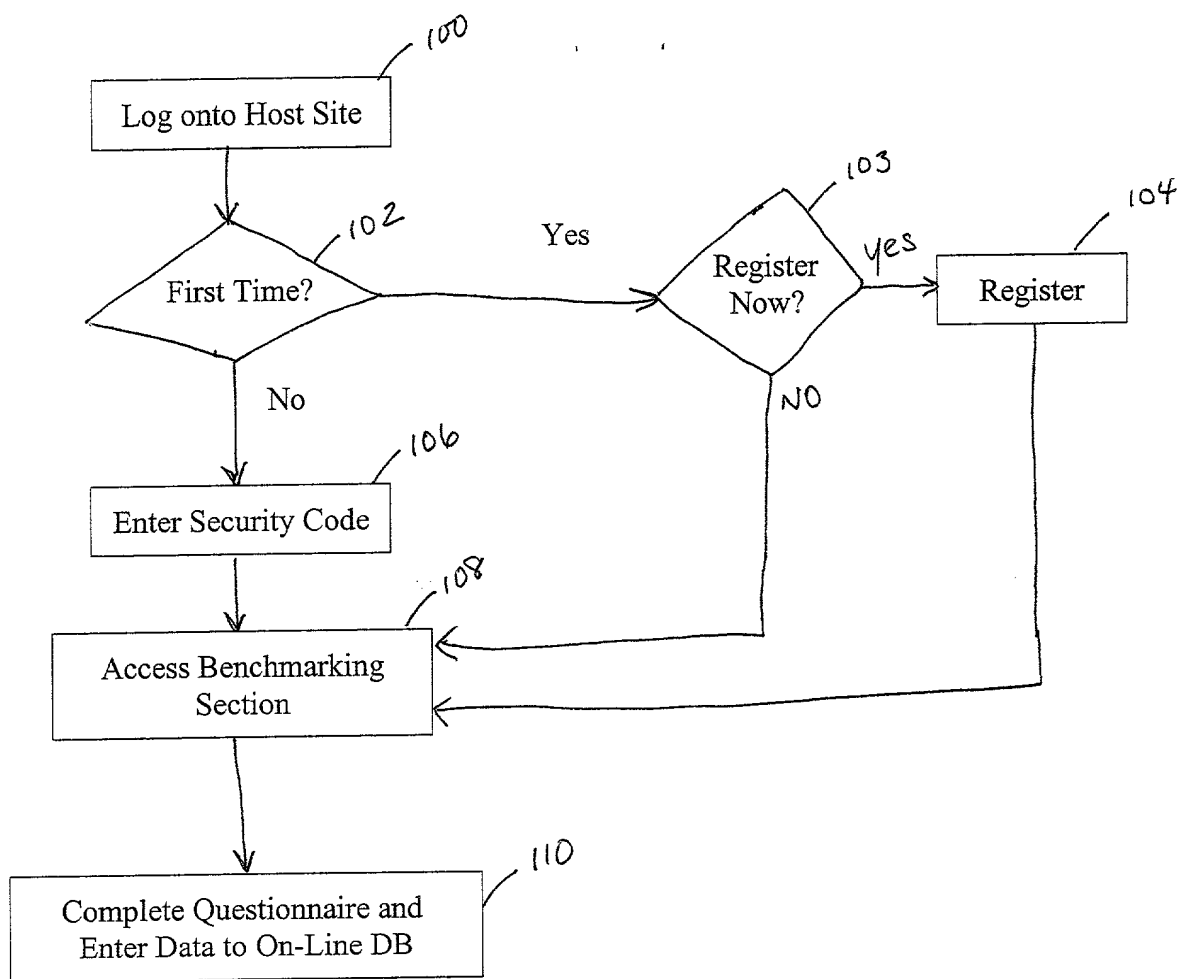 100
Log onto Host Site
102
First Time?
Yes
103
Register
Now?
yes
104
Register
No
NO
106
Enter Security Code
108
Access Benchmarking
Section
110
Complete Questionnaire and
Enter Data to On-Line DB